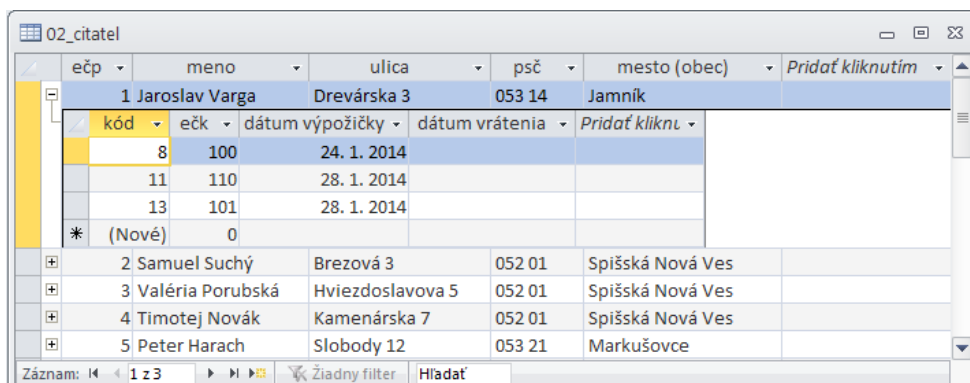 02_citatel
ečp meno ulica psč mesto (obec) Pridať kliknutím
1 Jaroslav Varga Drevárska 3 053 14 Jamník
kód ečk dátum výpožičky dátum vrátenia Pridať kliknu
8 100 24. 1. 2014
11 110 28. 1. 2014
13 101 28. 1. 2014
(Nové) 0
2 Samuel Suchý Brezová 3 052 01 Spišská Nová Ves
3 Valéria Porubská Hviezdoslavova 5 052 01 Spišská Nová Ves
4 Timotej Novák Kamenárska 7 052 01 Spišská Nová Ves
5 Peter Harach Slobody 12 053 21 Markušovce
Záznam: 1 z 3 Žiadny filter Hľadať